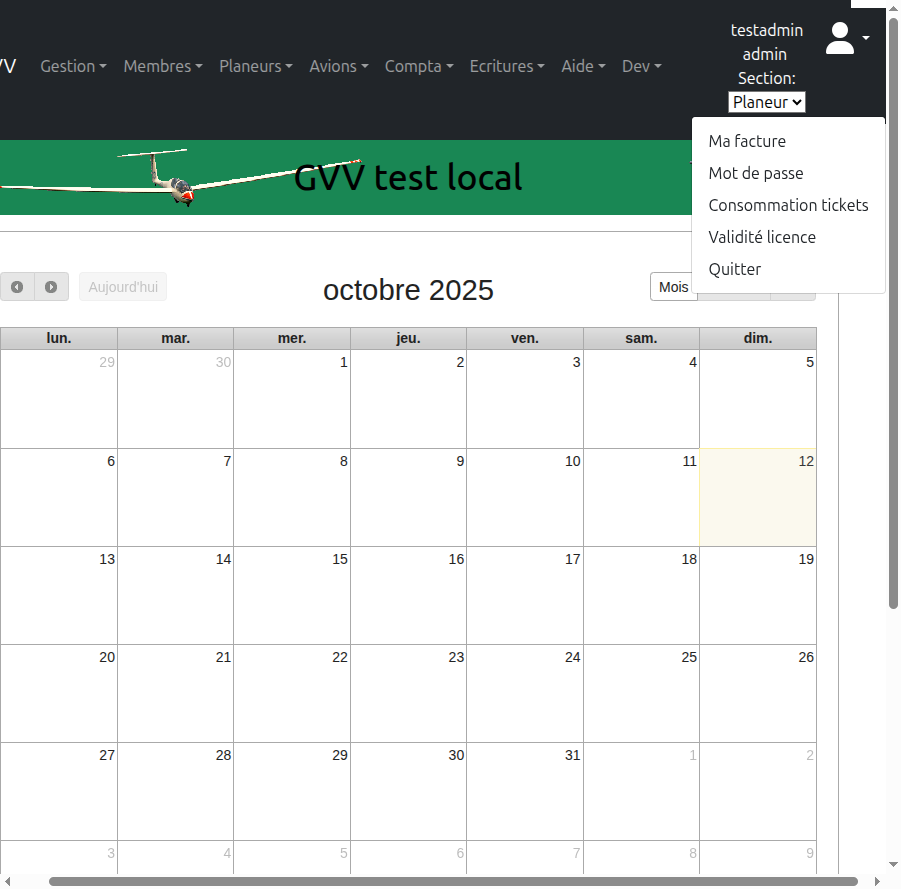 testadmin
admin
Section:
Planeur
VV Gestion Membres Planeurs Avions Compta Ecritures Aide Dev
Ma facture
Mot de passe
Consommation tickets
Validité licence
Quitter
GVV test local
Aujourd'hui
octobre 2025
Mois
lun. mar. mer. jeu. ven. sam. dim.
29 30 1 2 3 4 5
6 7 8 9 10 11 12
13 14 15 16 17 18 19
20 21 22 23 24 25 26
27 28 29 30 31 1 2
3 4 5 6 7 8 9